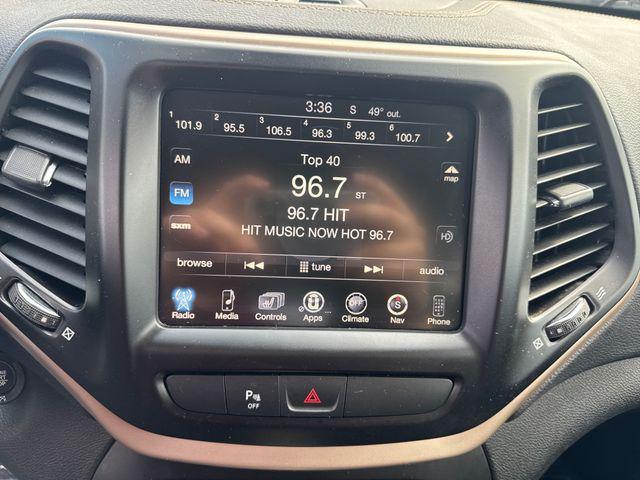 3:36 S 49° out.
1 101.9 2 95.5 3 106.5 4 96.3 5 99.3 6 100.7
AM
Top 40
map
FM
96.7 ST
96.7 HIT
sxm
HIT MUSIC NOW HOT 96.7
HD
browse tune audio
OFF S
Radio Media Controls Apps ... Climate Nav Phone
P
OFF